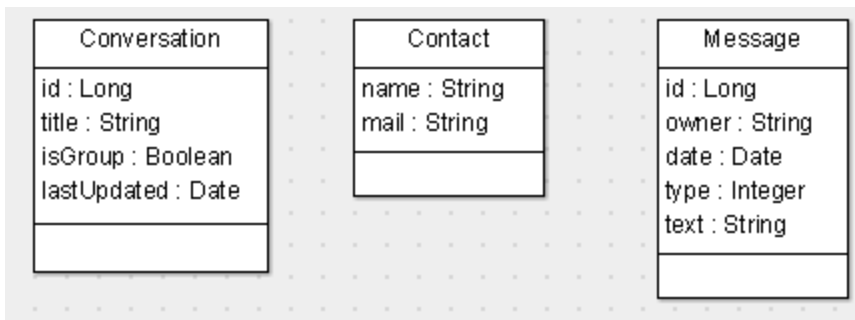 Conversation
id : Long
title : String
isGroup : Boolean
lastUpdated : Date
Contact
name : String
mail : String
Message
id : Long
owner : String
date : Date
type : Integer
text : String